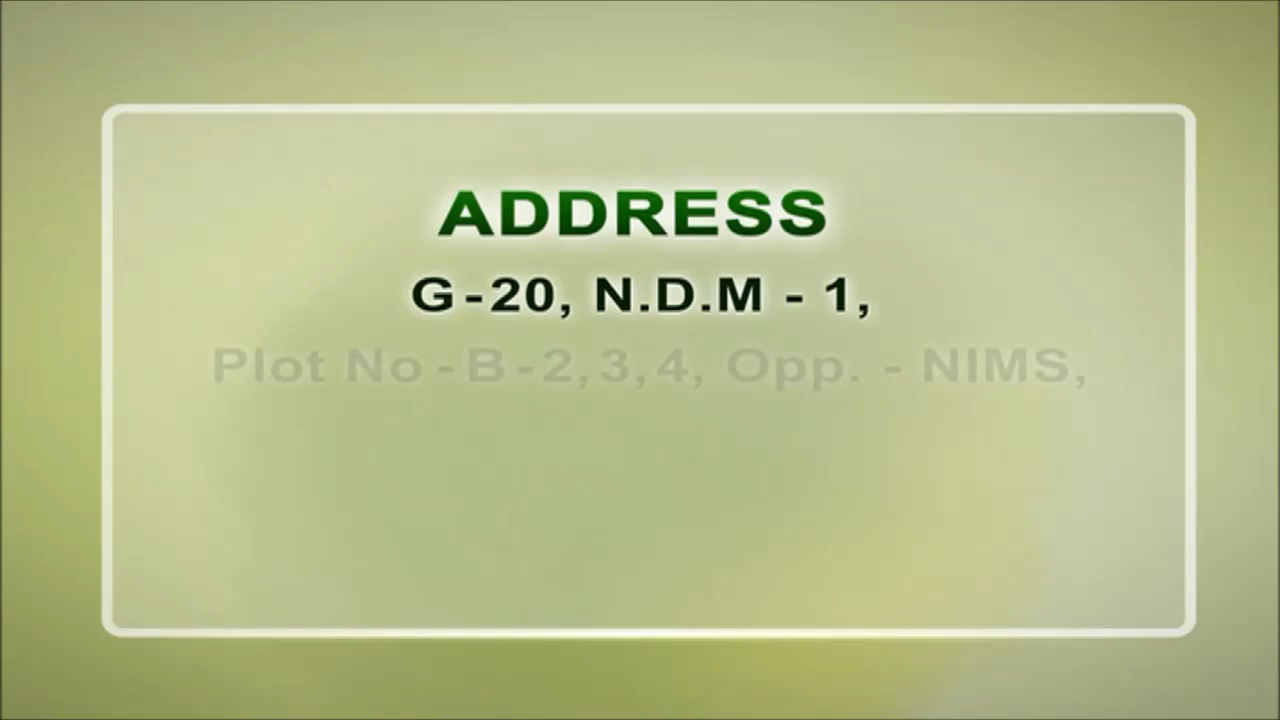 ADDRESS
G-20, N.D.M - 1,
Plot No-B-2,3,4, Opp. - NIMS,